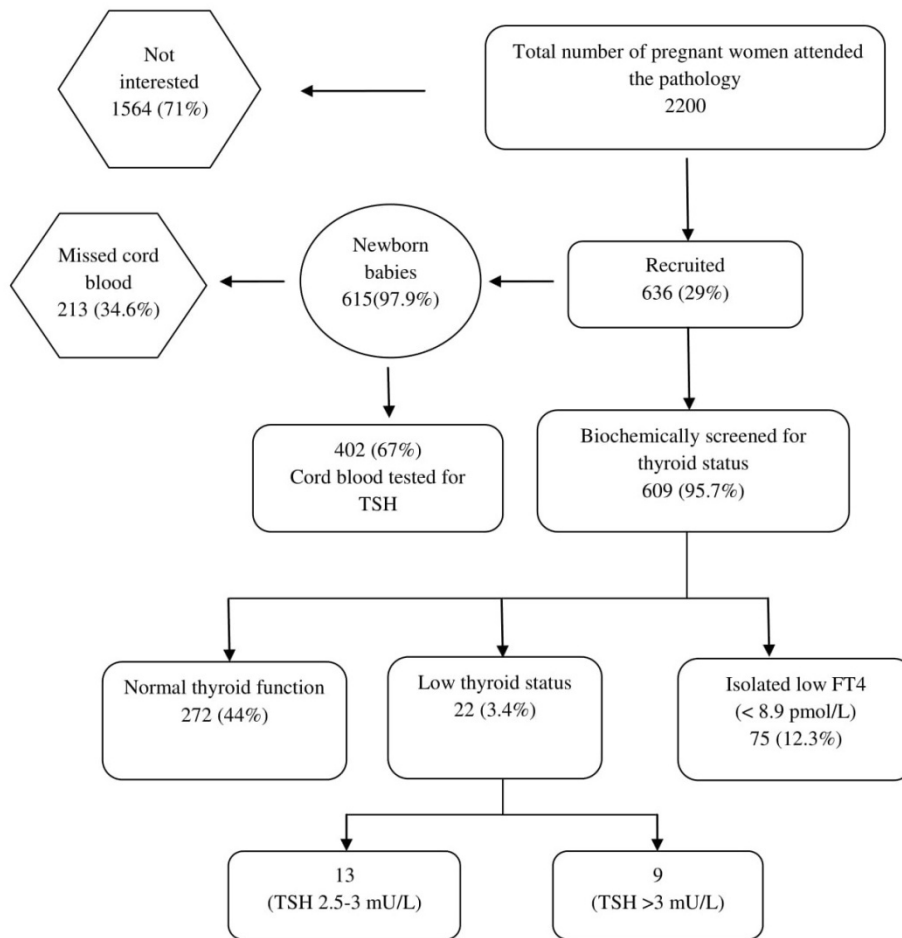 Not
interested
1564 (71%)
Total number of pregnant women attended
the pathology
2200
Missed cord
blood
213 (34.6%)
Newborn
babies
615(97.9%)
Recruited
636 (29%)
402 (67%)
Cord blood tested for
TSH
Biochemically screened for
thyroid status
609 (95.7%)
Normal thyroid function
272 (44%)
Low thyroid status
22 (3.4%)
Isolated low FT4
(< 8.9 pmol/L)
75 (12.3%)
13
(TSH 2.5-3 mU/L)
9
(TSH >3 mU/L)